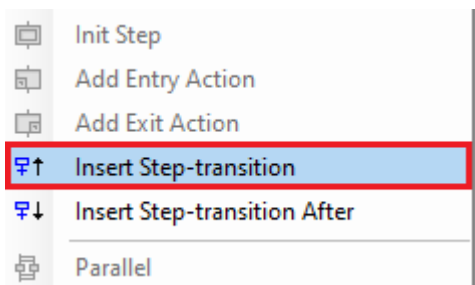 Init Step
Add Entry Action
Add Exit Action
Insert Step-transition
Insert Step-transition After
Parallel